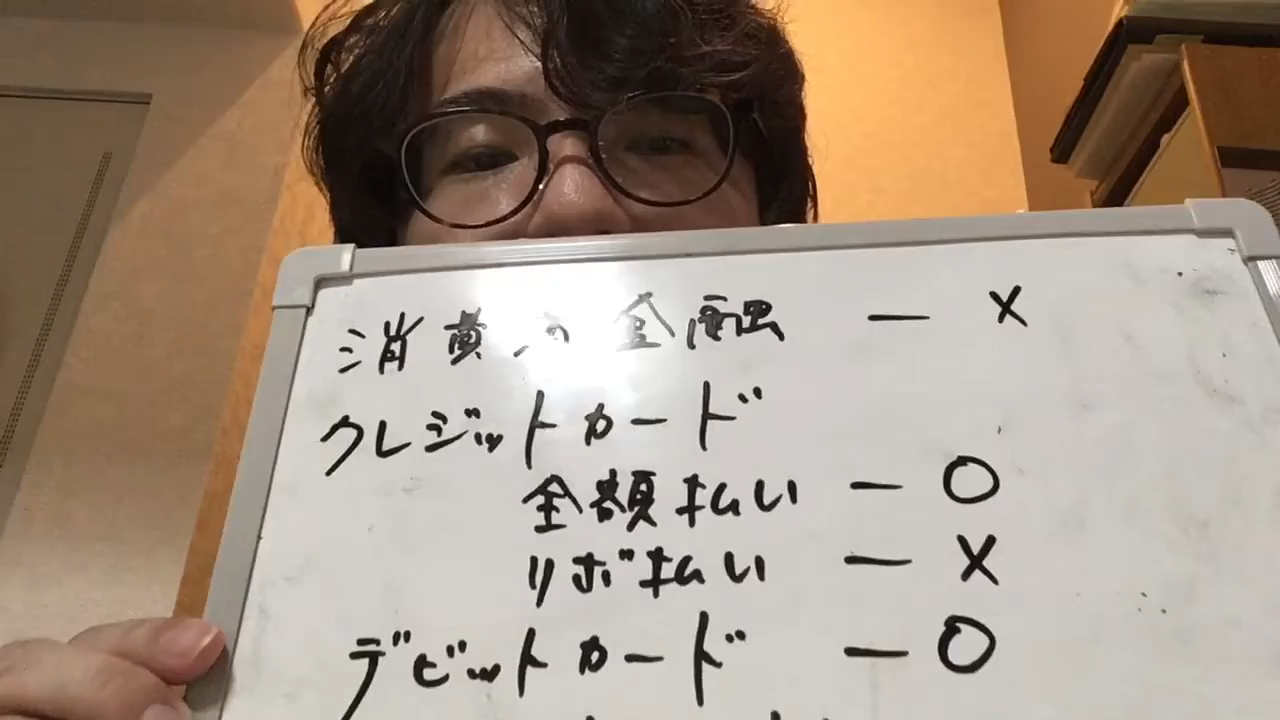 消費者金融 ー ×
クレジットカード
全額払い ー ○
リボ払い ー ×
デビットカード ー ○